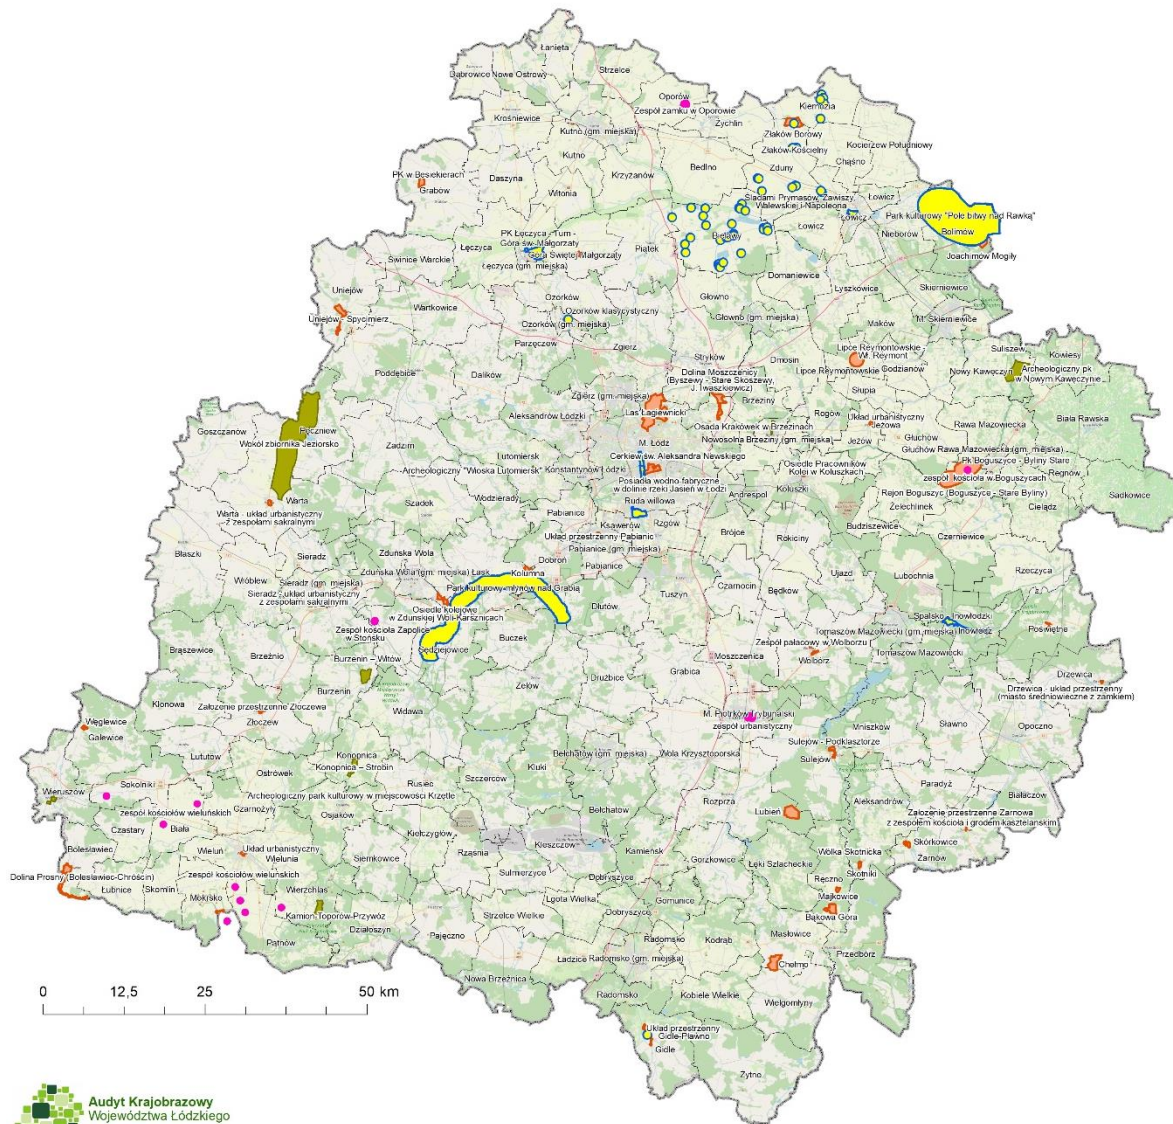 Łanięta
Dąbrowice
Nowe Ostrowy
Strzelce
Oporów
Zespół zamku w Oporowie
Kiernozia
Krośniewice
Żychlin
Kutno (gm. miejska)
Złaków Borowy
Złaków Kościelny
Kocierzew Południowy
Chąśno
Kutno
Bedlno
Zduny
PK w Besiekierach
Grabów
Daszyna
Krzyżanów
Witonia
Śladami Prymasów, Zawiszy,
Walewskiej i Napoleona
Łowicz
Łowicz
Park kulturowy "Pole bitwy nad Rawką"
Bolimów
Nieborów
Joachimów Mogiły
PK Łęczyca - Tum -
Góra św. Małgorzaty
Góra Świętej Małgorzaty
Łęczyca
Łęczyca (gm. miejska)
Świnice Warckie
Piątek
Bielawy
Łowicz
Domaniewice
Skierniewice
Łyszkowice
M. Skierniewice
Uniejów
Uniejów - Spycimierz
Wartkowice
Ozorków
Ozorków klasycystyczny
Ozorków (gm. miejska)
Parzęczew
Zgierz
Głowno
Głowno (gm. miejska)
Maków
Stryków
Dmosin
Lipce Reymontowskie -
Wł. Reymont
Lipce Reymontowskie
Godzianów
Suliszew
Kowiesy
Nowy Kawęczyn
Archeologiczny pk
w Nowym Kawęczynie
Poddębice
Dalików
Dolina Moszczenicy
(Byszewy - Stare Skoszewy,
J. Iwaszkiewicz)
Zgierz (gm. miejska)
Brzeziny
Słupia
Biała Rawska
Goszczanów
Pęczniew
Wokół zbiornika Jeziorsko
Zadzim
Aleksandrów Łódzki
Las Łagiewnicki
Osada Krakówek w Brzezinach
Rogów
Układ urbanistyczny
Jeżowa
Jeżów
Rawa Mazowiecka
Głuchów
Głuchów Rawa Mazowiecka (gm. miejska)
M. Łódź
Nowosolna Brzeziny (gm. miejska)
Lutomiersk
Cerkiew św. Aleksandra Newskiego
Archeologiczny "Wioska Lutomiersk"
Konstantynów Łódzki
Osiedle Pracowników
Kolei w Koluszkach
Pk Boguszyce - Byliny Stare
zespół kościoła w Boguszycach
Regnów
Sadkowice
Posiadła wodno fabryczne
w dolinie rzeki Jasień w Łodzi
Andrespol
Koluszki
Rejon Boguszyc (Boguszyce - Stare Byliny)
Żelechlinek
Cielądz
Warta
Warta - układ urbanistyczny
z zespołami sakralnymi
Szadek
Wodzierady
Pabianice
Ruda willowa
Ksawerów
Rzgów
Brójce
Rokiciny
Budziszewice
Czerniewice
Błaszki
Układ przestrzenny Pabianic
Pabianice (gm. miejska)
Pabianice
Sieradz
Zduńska Wola
Dobroń
Ujazd
Lubochnia
Rzeczyca
Wróblew
Sieradz (gm. miejska)
Sieradz - układ urbanistyczny
z zespołami sakralnymi
Zduńska Wola (gm. miejska)
Łask
Kolumna
Park kulturowy młynów nad Grabią
Tuszyn
Czarnocin
Będków
Osiedle kolejowe
w Zduńskiej Woli-Karsznicach
Dłutów
Spalsko - Inowłodzki
Inowłódz
Poświętne
Zespół kościoła
w Stońsku
Zapolice
Buczek
Tomaszów Mazowiecki (gm. miejska)
Tomaszów Mazowiecki
Brąszewice
Brzeźnio
Sędziejowice
Zespół pałacowy w Wolborzu
Wolbórz
Moszczenica
Burzenin – Witów
Burzenin
Drużbice
Grabica
Drzewica
Drzewica - układ przestrzenny
(miasto średniowieczne z zamkiem)
Klonowa
Założenie przestrzenne Złoczewa
Złoczew
Widawa
Zelów
M. Piotrków Trybunalski
zespół urbanistyczny
Mniszków
Sławno
Opoczno
Węglewice
Galewice
Lututów
Konopnica
Konopnica – Strobin
Bełchatów (gm. miejska)
Wola Krzysztoporska
Sulejów - Podklasztorze
Sulejów
Sokolniki
Ostrówek
Rusiec
Szczerców
Kluki
Paradyż
Białaczów
Wieruszów
Archeologiczny park kulturowy w miejscowości Krzętle
zespół kościołów wieluńskich
Czarnożyły
Osjaków
Bełchatów
Rozprza
Lubień
Aleksandrów
Założenie przestrzenne Żarnowa
z zespołem kościoła i grodem kasztelańskim
Czastary
Biała
Kiełczygłów
Bolesławiec
Wieluń
Układ urbanistyczny
Wielunia
Rząśnia
Kleszczów
Kamieńsk
Gorzkowice
Łęki Szlacheckie
Wólka Skotnicka
Skotniki
Skórkowice
Żarnów
Dolina Prosny (Bolesławiec-Chróścin)
Łubnice
Skomlin
Mokrsko
zespół kościołów wieluńskich
Wierzchlas
Siemkowice
Sulmierzyce
Dobryszyce
Ręczno
Majkowice
Bąkowa Góra
Kamion-Toporów-Przywóz
Działoszyn
Pątnów
Pajęczno
Strzelce Wielkie
Lgota Wielka
Dobryszyce
Gomunice
Masłowice
Przedbórz
Ładzice
Radomsko (gm. miejska)
Radomsko
Kodrąb
Chełmo
Nowa Brzeźnica
Radomsko
Kobiele Wielkie
Wielgomłyny
Układ przestrzenny
Gidle-Pławno
Gidle
Żytno
0 12,5 25 50 km
Audyt Krajobrazowy
Województwa Łódzkiego